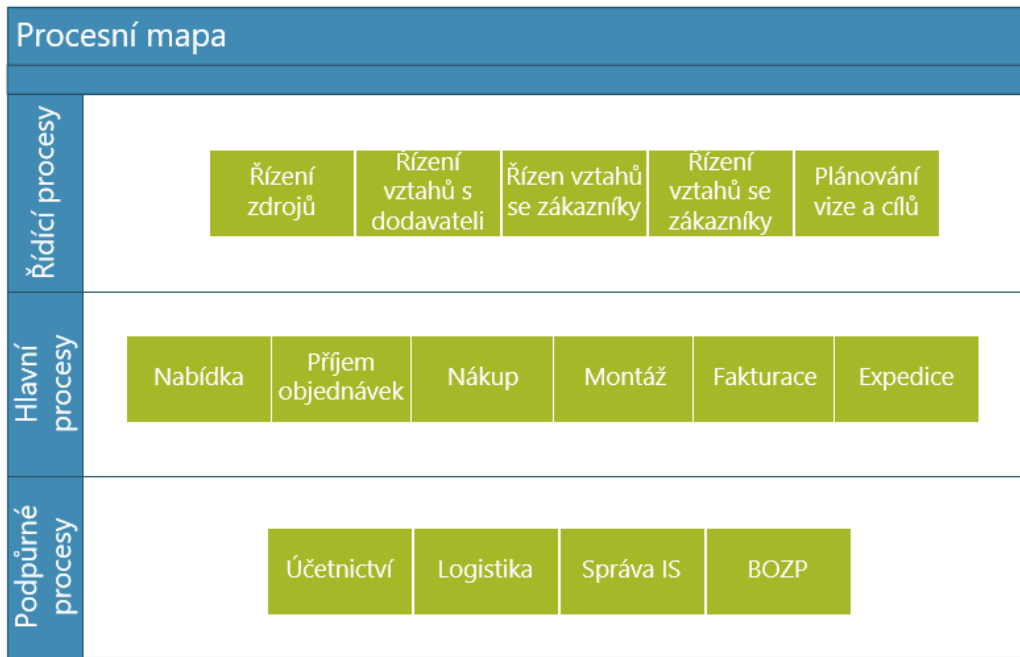 Procesní mapa
Řídící procesy
Řízení
zdrojů
Řízení
vztahů s
dodavateli
Řízen vztahů
se zákazníky
Řízení
vztahů se
zákazníky
Plánování
vize a cílů
Hlavní
procesy
Nabídka
Příjem
objednávek
Nákup
Montáž
Fakturace
Expedice
Podpůrné
procesy
Účetnictví
Logistika
Správa IS
BOZP